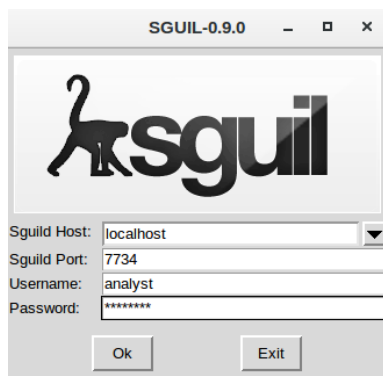 SGUIL-0.9.0
sguil
Sguild Host: localhost
Sguild Port: 7734
Username: analyst
Password: ********
Ok Exit